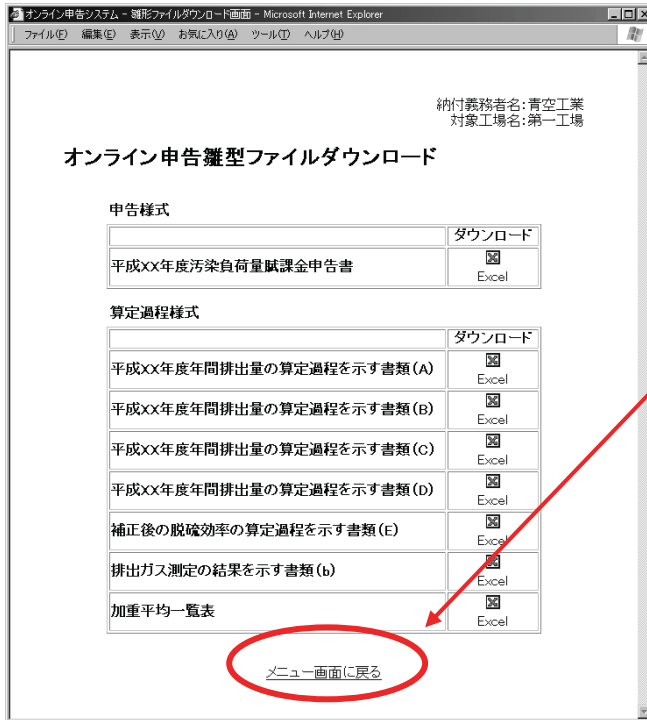 オンライン申告システム - 雛形ファイルダウンロード画面 - Microsoft Internet Explorer
ファイル(F) 編集(E) 表示(V) お気に入り(A) ツール(T) ヘルプ(H)
納付義務者名:青空工業
対象工場名:第一工場
オンライン申告雛型ファイルダウンロード
申告様式
ダウンロード
平成XX年度汚染負荷量賦課金申告書
Excel
算定過程様式
ダウンロード
平成XX年度年間排出量の算定過程を示す書類(A)
Excel
平成XX年度年間排出量の算定過程を示す書類(B)
Excel
平成XX年度年間排出量の算定過程を示す書類(C)
Excel
平成XX年度年間排出量の算定過程を示す書類(D)
Excel
補正後の脱硫効率の算定過程を示す書類(E)
Excel
排出ガス測定の結果を示す書類(b)
Excel
加重平均一覧表
Excel
メニュー画面に戻る